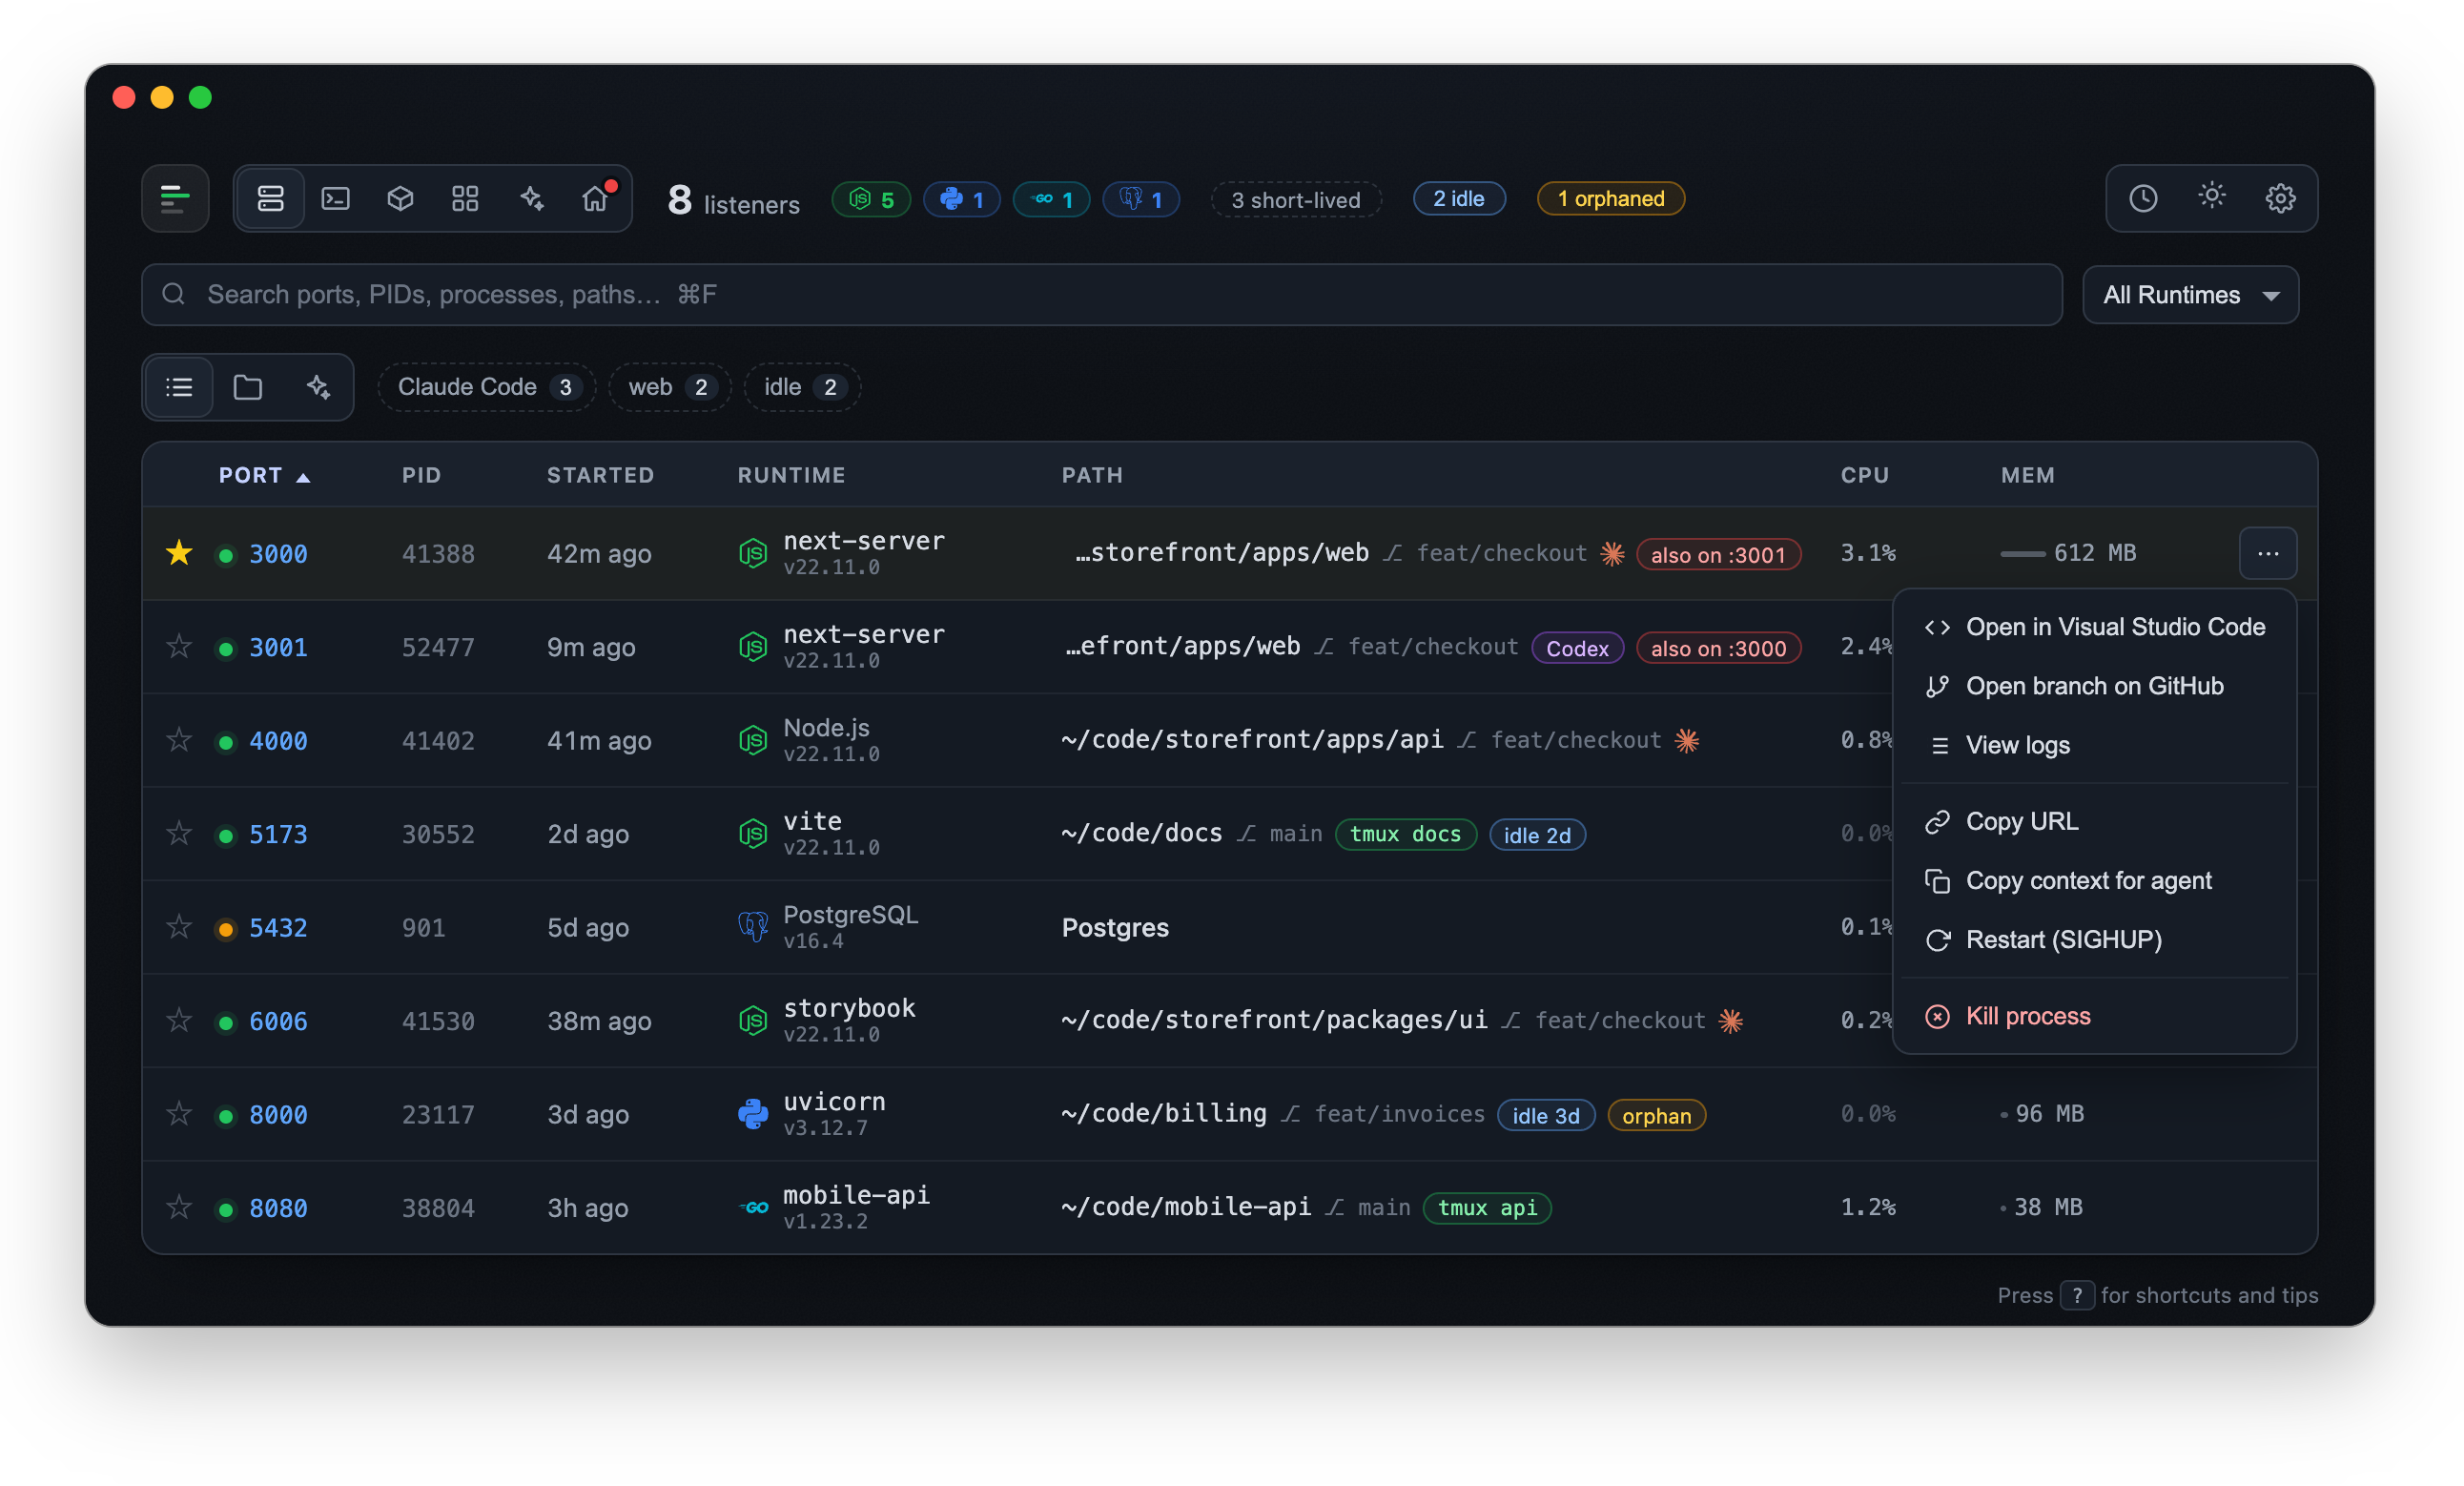 8 listeners JS 5 1 GO 1 1 3 short-lived 2 idle 1 orphaned
Search ports, PIDs, processes, paths… ⌘F All Runtimes
Claude Code 3 web 2 idle 2
PORT PID STARTED RUNTIME PATH CPU MEM
3000 41388 42m ago JS next-server v22.11.0 …storefront/apps/web feat/checkout also on :3001 3.1% 612 MB ...
3001 52477 9m ago JS next-server v22.11.0 …efront/apps/web feat/checkout Codex also on :3000 2.4%
4000 41402 41m ago JS Node.js v22.11.0 ~/code/storefront/apps/api feat/checkout 0.8%
5173 30552 2d ago JS vite v22.11.0 ~/code/docs main tmux docs idle 2d 0.0%
5432 901 5d ago PostgreSQL v16.4 Postgres 0.1%
6006 41530 38m ago JS storybook v22.11.0 ~/code/storefront/packages/ui feat/checkout 0.2%
8000 23117 3d ago uvicorn v3.12.7 ~/code/billing feat/invoices idle 3d orphan 0.0% 96 MB
8080 38804 3h ago GO mobile-api v1.23.2 ~/code/mobile-api main tmux api 1.2% 38 MB
Open in Visual Studio Code
Open branch on GitHub
View logs
Copy URL
Copy context for agent
Restart (SIGHUP)
Kill process
Press ? for shortcuts and tips